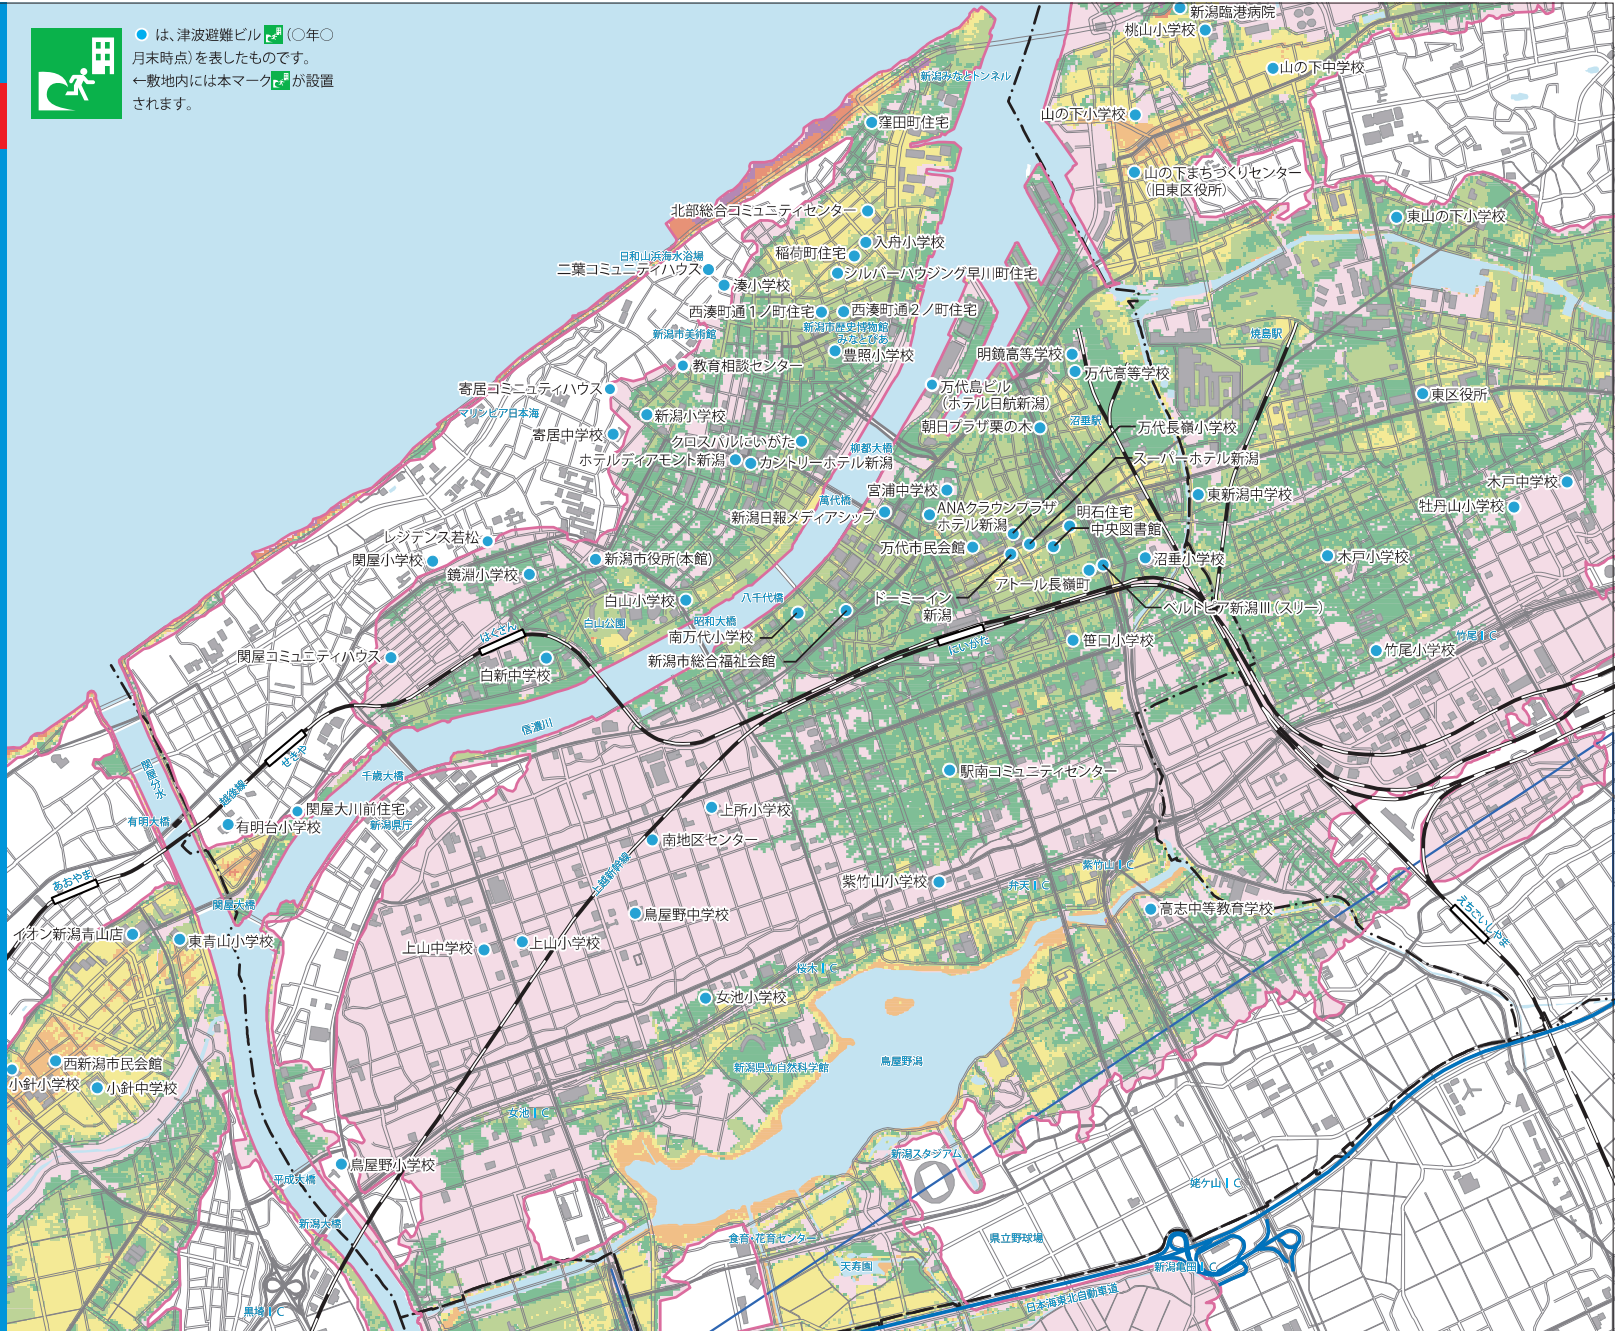 は、津波避難ビル(○年○
月末時点)を表したものです。
←敷地内には本マークが設置
されます。
新潟臨港病院
桃山小学校
山の下中学校
新潟みなとトンネル
山の下小学校
窪田町住宅
山の下まちづくりセンター
(旧東区役所)
北部総合コミュニティセンター
東山の下小学校
入舟小学校
稲荷町住宅
日和山浜海水浴場
二葉コミュニティハウス
シルバーハウジング早川町住宅
湊小学校
西湊町通1ノ町住宅
西湊町通2ノ町住宅
新潟市歴史博物館
みなとぴあ
新潟市美術館
焼島駅
豊照小学校
明鏡高等学校
教育相談センター
万代高等学校
寄居コミュニティハウス
万代島ビル
(ホテル日航新潟)
東区役所
マリンピア日本海
新潟小学校
朝日プラザ栗の木
沼垂駅
万代長嶺小学校
寄居中学校
クロスパルにいがた
柳都大橋
ホテルディアモント新潟
カントリーホテル新潟
スーパーホテル新潟
木戸中学校
宮浦中学校
東新潟中学校
萬代橋
新潟日報メディアシップ
ANAクラウンプラザ
ホテル新潟
明石住宅
中央図書館
牡丹山小学校
レジデンス若松
万代市民会館
関屋小学校
新潟市役所(本館)
沼垂小学校
木戸小学校
鏡淵小学校
アトール長嶺町
白山小学校
八千代橋
ドーミーイン
新潟
ベルトピア新潟Ⅲ(スリー)
白山公園
昭和大橋
はくさん
南万代小学校
にいがた
笹口小学校
竹尾IC
竹尾小学校
関屋コミュニティハウス
新潟市総合福祉会館
白新中学校
信濃川
せきや
関屋分水
千歳大橋
越後線
駅南コミュニティセンター
関屋大川前住宅
上所小学校
有明大橋
有明台小学校
新潟県庁
南地区センター
上越新幹線
紫竹山IC
あおやま
紫竹山小学校
弁天IC
関屋大橋
鳥屋野中学校
高志中等教育学校
えちごいしやま
イオン新潟青山店
東青山小学校
上山中学校
上山小学校
桜木IC
女池小学校
西新潟市民会館
小針小学校
小針中学校
新潟県立自然科学館
鳥屋野潟
女池IC
新潟スタジアム
鳥屋野小学校
平成大橋
姥ケ山IC
新潟大橋
食育・花育センター
県立野球場
天寿園
新潟亀田IC
日本海東北自動車道
黒埼IC